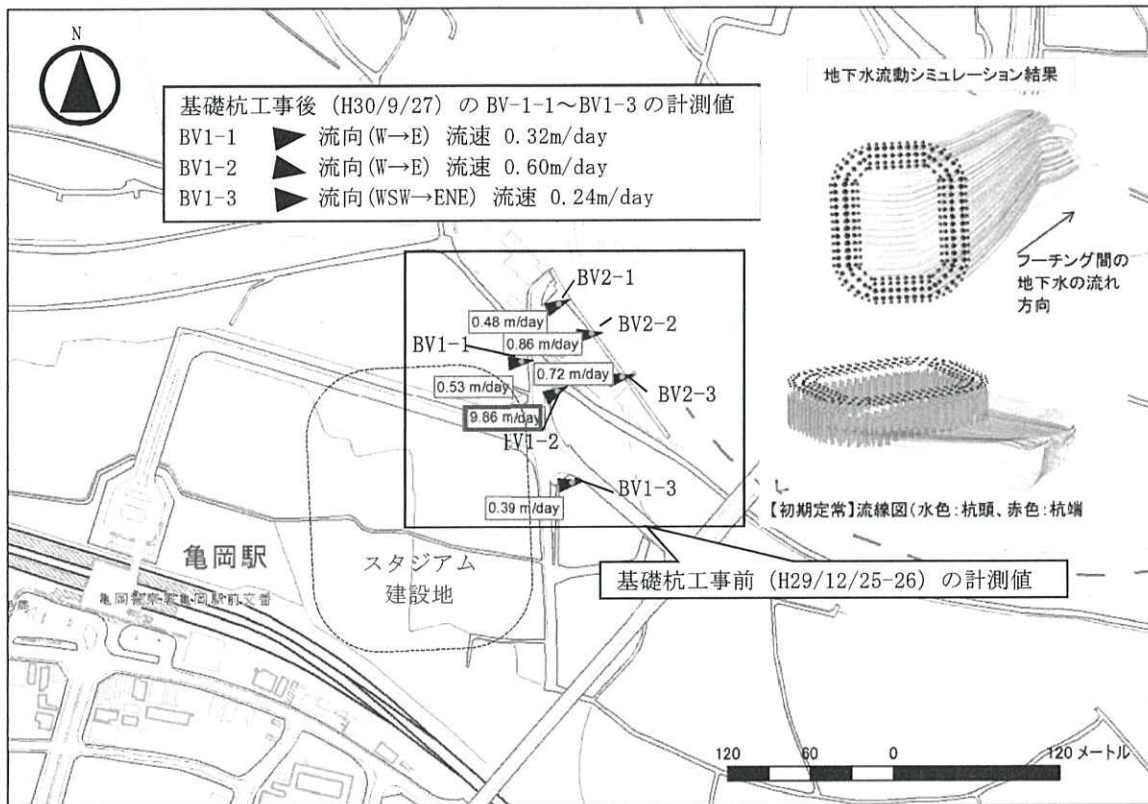 N
基礎杭工事後 (H30/9/27) の BV-1-1～BV1-3 の計測値
BV1-1 流向(W→E) 流速 0.32m/day
BV1-2 流向(W→E) 流速 0.60m/day
BV1-3 流向(WSW→ENE) 流速 0.24m/day
地下水流動シミュレーション結果
フーチング間の
地下水の流れ
方向
BV2-1
0.48 m/day
BV2-2
0.86 m/day
BV1-1
0.72 m/day
BV2-3
0.53 m/day
9.86 m/day
BV1-2
BV1-3
0.39 m/day
【初期定常】流線図(水色:杭頭、赤色:杭端
亀岡駅
スタジアム
建設地
基礎杭工事前 (H29/12/25-26) の計測値
120 60 0 120 メートル